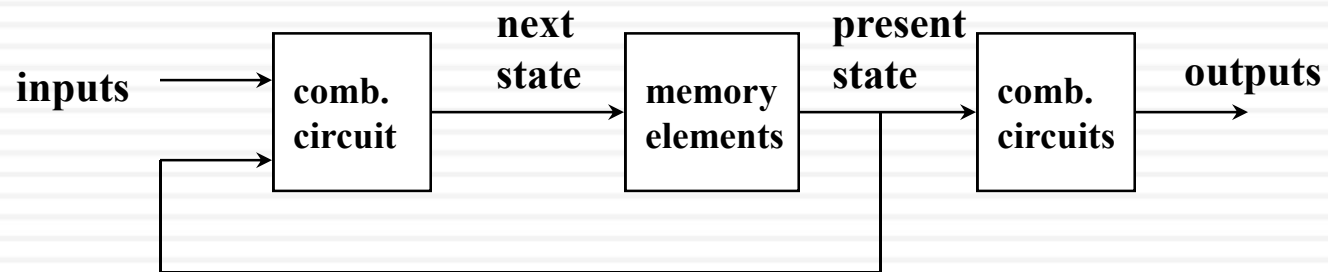 inputs
comb.
circuit
next
state
memory
elements
present
state
comb.
circuits
outputs